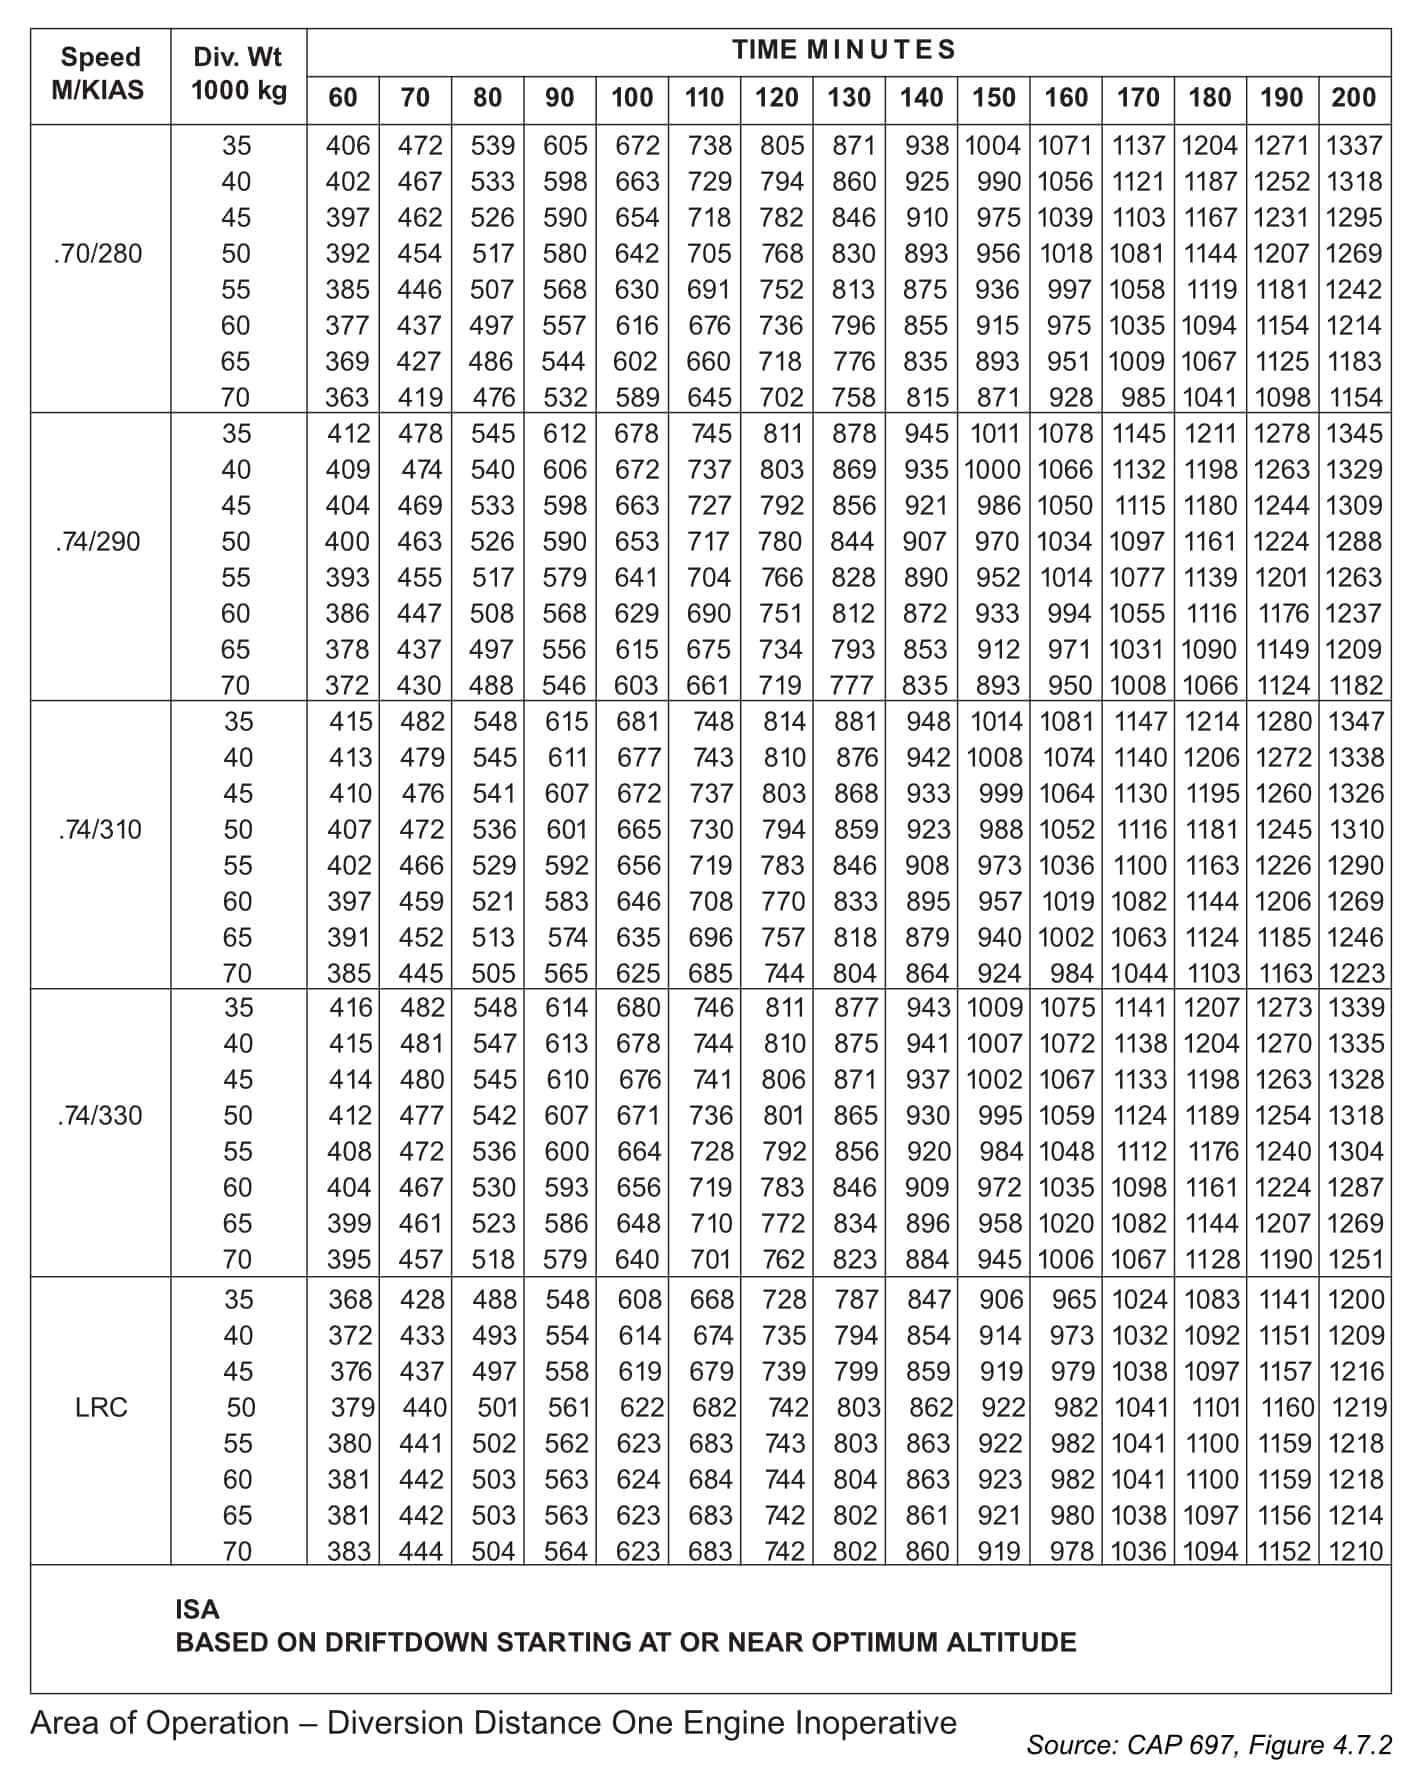 Speed M/KIAS Div. Wt 1000 kg TIME MINUTES
60 70 80 90 100 110 120 130 140 150 160 170 180 190 200
35 406 472 539 605 672 738 805 871 938 1004 1071 1137 1204 1271 1337
40 402 467 533 598 663 729 794 860 925 990 1056 1121 1187 1252 1318
45 397 462 526 590 654 718 782 846 910 975 1039 1103 1167 1231 1295
.70/280 50 392 454 517 580 642 705 768 830 893 956 1018 1081 1144 1207 1269
55 385 446 507 568 630 691 752 813 875 936 997 1058 1119 1181 1242
60 377 437 497 557 616 676 736 796 855 915 975 1035 1094 1154 1214
65 369 427 486 544 602 660 718 776 835 893 951 1009 1067 1125 1183
70 363 419 476 532 589 645 702 758 815 871 928 985 1041 1098 1154
35 412 478 545 612 678 745 811 878 945 1011 1078 1145 1211 1278 1345
40 409 474 540 606 672 737 803 869 935 1000 1066 1132 1198 1263 1329
45 404 469 533 598 663 727 792 856 921 986 1050 1115 1180 1244 1309
.74/290 50 400 463 526 590 653 717 780 844 907 970 1034 1097 1161 1224 1288
55 393 455 517 579 641 704 766 828 890 952 1014 1077 1139 1201 1263
60 386 447 508 568 629 690 751 812 872 933 994 1055 1116 1176 1237
65 378 437 497 556 615 675 734 793 853 912 971 1031 1090 1149 1209
70 372 430 488 546 603 661 719 777 835 893 950 1008 1066 1124 1182
35 415 482 548 615 681 748 814 881 948 1014 1081 1147 1214 1280 1347
40 413 479 545 611 677 743 810 876 942 1008 1074 1140 1206 1272 1338
45 410 476 541 607 672 737 803 868 933 999 1064 1130 1195 1260 1326
.74/310 50 407 472 536 601 665 730 794 859 923 988 1052 1116 1181 1245 1310
55 402 466 529 592 656 719 783 846 908 973 1036 1100 1163 1226 1290
60 397 459 521 583 646 708 770 833 895 957 1019 1082 1144 1206 1269
65 391 452 513 574 635 696 757 818 879 940 1002 1063 1124 1185 1246
70 385 445 505 565 625 685 744 804 864 924 984 1044 1103 1163 1223
35 416 482 548 614 680 746 811 877 943 1009 1075 1141 1207 1273 1339
40 415 481 547 613 678 744 810 875 941 1007 1072 1138 1204 1270 1335
45 414 480 545 610 676 741 806 871 937 1002 1067 1133 1198 1263 1328
.74/330 50 412 477 542 607 671 736 801 865 930 995 1059 1124 1189 1254 1318
55 408 472 536 600 664 728 792 856 920 984 1048 1112 1176 1240 1304
60 404 467 530 593 656 719 783 846 909 972 1035 1098 1161 1224 1287
65 399 461 523 586 648 710 772 834 896 958 1020 1082 1144 1207 1269
70 395 457 518 579 640 701 762 823 884 945 1006 1067 1128 1190 1251
35 368 428 488 548 608 668 728 787 847 906 965 1024 1083 1141 1200
40 372 433 493 554 614 674 735 794 854 914 973 1032 1092 1151 1209
45 376 437 497 558 619 679 739 799 859 919 979 1038 1097 1157 1216
LRC 50 379 440 501 561 622 682 742 803 862 922 982 1041 1101 1160 1219
55 380 441 502 562 623 683 743 803 863 922 982 1041 1100 1159 1218
60 381 442 503 563 624 684 744 804 863 923 982 1041 1100 1159 1218
65 381 442 503 563 623 683 742 802 861 921 980 1038 1097 1156 1214
70 383 444 504 564 623 683 742 802 860 919 978 1036 1094 1152 1210
ISA
BASED ON DRIFTDOWN STARTING AT OR NEAR OPTIMUM ALTITUDE
Area of Operation – Diversion Distance One Engine Inoperative
Source: CAP 697, Figure 4.7.2